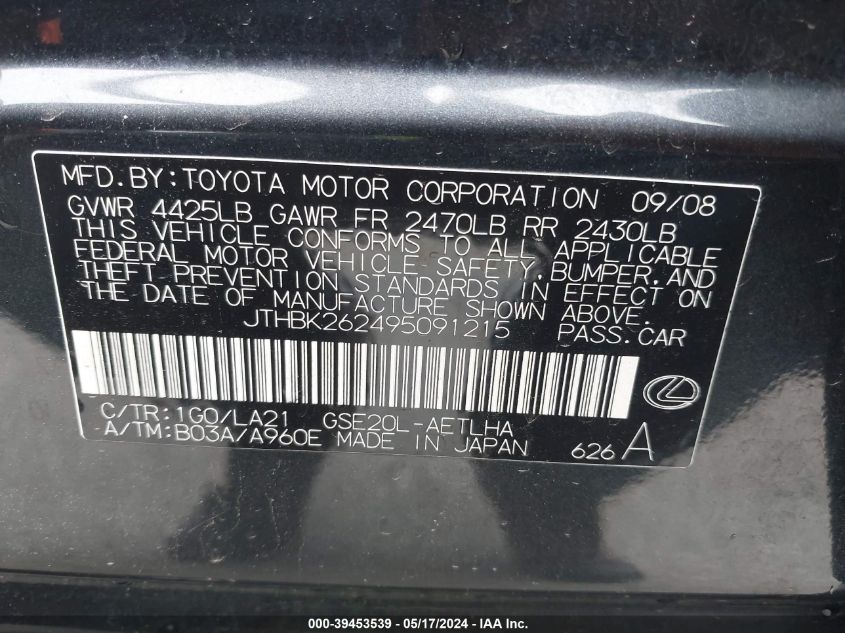 MFD.BY:TOYOTA MOTOR CORPORATION 09/08
GVWR 4425LB GAWR FR 2470LB RR 2430LB
THIS VEHICLE CONFORMS TO ALL APPLICABLE
FEDERAL MOTOR VEHICLE SAFETY, BUMPER, AND
THEFT PREVENTION STANDARDS IN EFFECT ON
THE DATE OF MANUFACTURE SHOWN ABOVE.
JTHBK262495091215 PASS.CAR
C/TR:1G0/LA21 GSE20L-AETLHA
A/TM:B03A/A960E MADE IN JAPAN 626 A
000-39453539 - 05/17/2024 - IAA Inc.